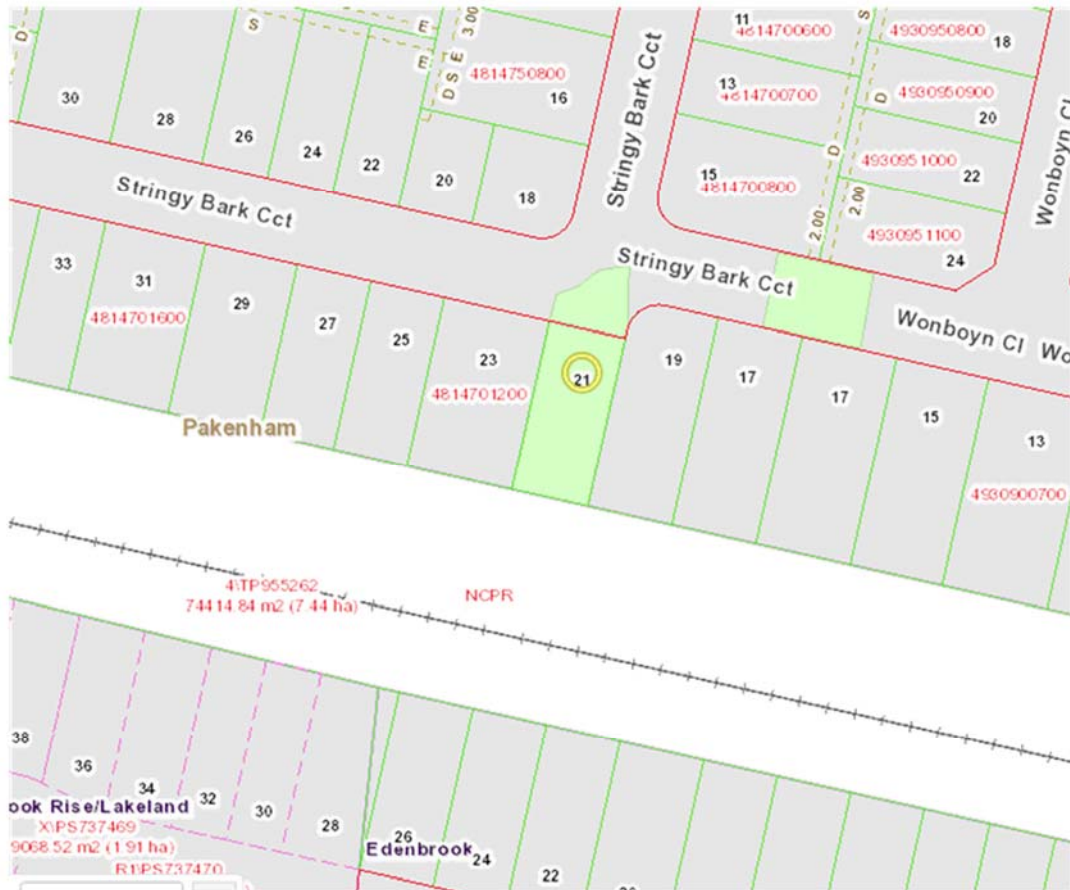 11
4814700600
4930950800
18
S
S
E
3.00
D
30
28
26
24
22
E
D S E
4814750800
16
Stringy Bark Cct
13
4814700700
D
4930950900
20
Wonboyn Cl
20
18
15
4814700800
D
4930951000
22
2.00
2.00
4930951100
24
Stringy Bark Cct
Stringy Bark Cct
Wonboyn Cl
33
31
4814701600
29
27
25
23
4814701200
21
19
17
17
15
13
4930900700
Pakenham
4\TP955262
74414.84 m2 (7.44 ha)
NCPR
38
36
34
32
30
28
26
24
22
ook Rise/Lakeland
X\PS737469
9068.52 m2 (1.91 ha)
R1\PS737470
Edenbrook